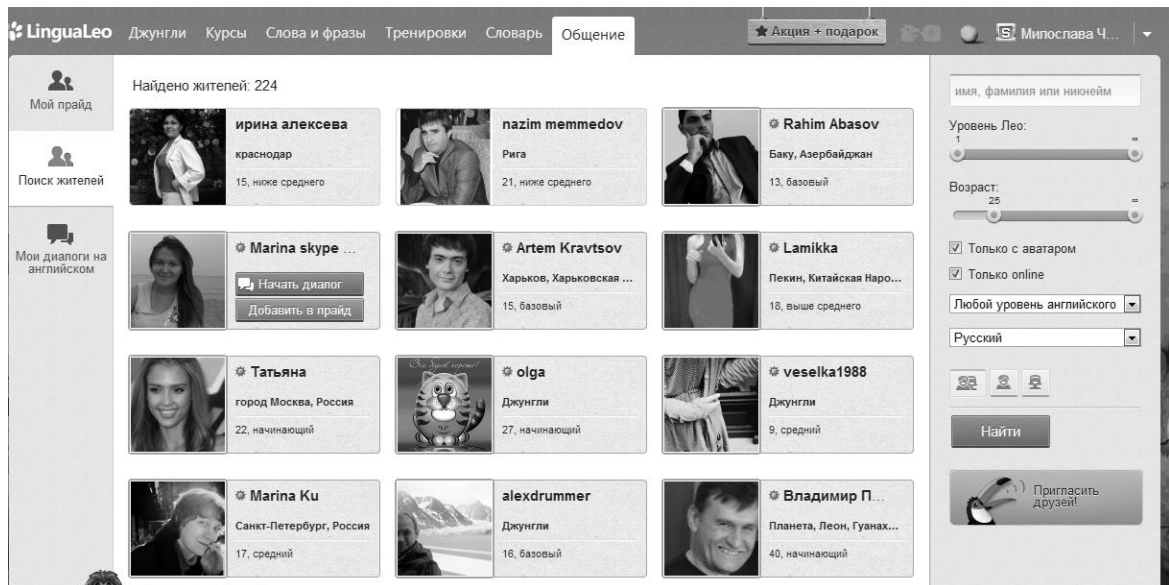 LinguaLeo Джунгли Курсы Слова и фразы Тренировки Словарь Общение Акция + подарок 5 Милослава Ч...
Мой прайд
Поиск жителей
Мои диалоги на
английском
Найдено жителей: 224
ирина алексева
краснодар
15, ниже среднего
nazim memmedov
Рига
21, ниже среднего
Rahim Abasov
Баку, Азербайджан
13, базовый
Marina skype ...
Начать диалог
Добавить в прайд
Artem Kravtsov
Харьков, Харьковская ...
15, базовый
Lamikka
Пекин, Китайская Наро...
18, выше среднего
Татьяна
город Москва, Россия
22, начинающий
Все будет хорошо!
olga
Джунгли
27, начинающий
veselka1988
Джунгли
9, средний
Marina Ku
Санкт-Петербург, Россия
17, средний
alexdrummer
Джунгли
16, базовый
Владимир П...
Планета, Леон, Гуанах...
40, начинающий
имя, фамилия или никнейм
Уровень Лео:
1 ∞
Возраст:
25 ∞
Только с аватаром
Только online
Любой уровень английского
Русский
Найти
Пригласить
друзей!